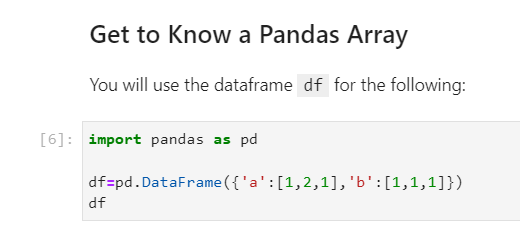 Get to Know a Pandas Array
You will use the dataframe df for the following:
[6]: import pandas as pd
df=pd.DataFrame({'a':[1,2,1],'b':[1,1,1]})
df